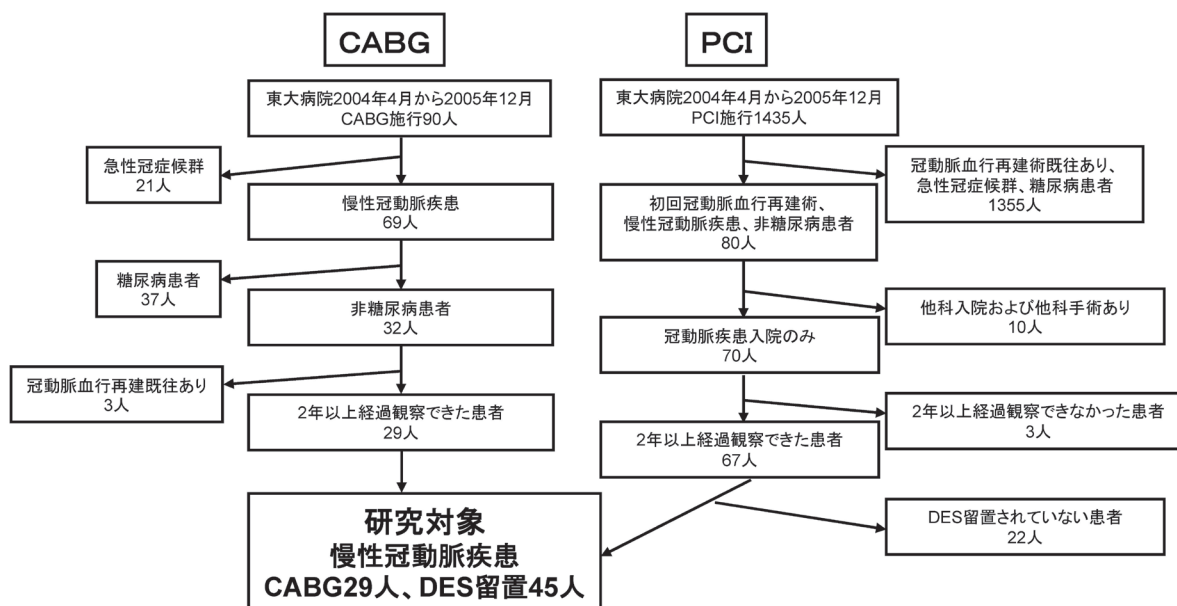 CABG
東大病院2004年4月から2005年12月
CABG施行90人
急性冠症候群
21人
慢性冠動脈疾患
69人
糖尿病患者
37人
非糖尿病患者
32人
冠動脈血行再建既往あり
3人
2年以上経過観察できた患者
29人
PCI
東大病院2004年4月から2005年12月
PCI施行1435人
冠動脈血行再建術既往あり、
急性冠症候群、糖尿病患者
1355人
初回冠動脈血行再建術、
慢性冠動脈疾患、非糖尿病患者
80人
他科入院および他科手術あり
10人
冠動脈疾患入院のみ
70人
2年以上経過観察できなかった患者
3人
2年以上経過観察できた患者
67人
DES留置されていない患者
22人
研究対象
慢性冠動脈疾患
CABG29人、DES留置45人